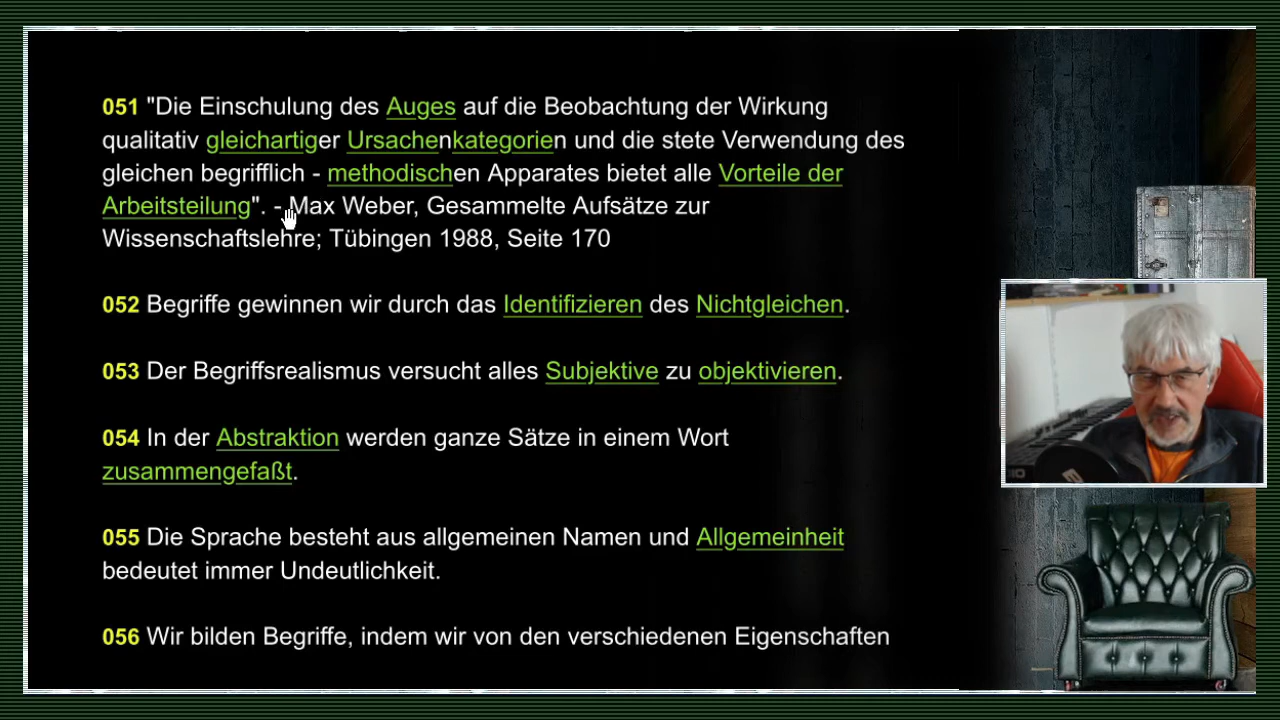 051 "Die Einschulung des Auges auf die Beobachtung der Wirkung
qualitativ gleichartiger Ursachenkategorien und die stete Verwendung des
gleichen begrifflich - methodischen Apparates bietet alle Vorteile der
Arbeitsteilung". - Max Weber, Gesammelte Aufsätze zur
Wissenschaftslehre; Tübingen 1988, Seite 170
052 Begriffe gewinnen wir durch das Identifizieren des Nichtgleichen.
053 Der Begriffsrealismus versucht alles Subjektive zu objektivieren.
054 In der Abstraktion werden ganze Sätze in einem Wort
zusammengefaßt.
055 Die Sprache besteht aus allgemeinen Namen und Allgemeinheit
bedeutet immer Undeutlichkeit.
056 Wir bilden Begriffe, indem wir von den verschiedenen Eigenschaften